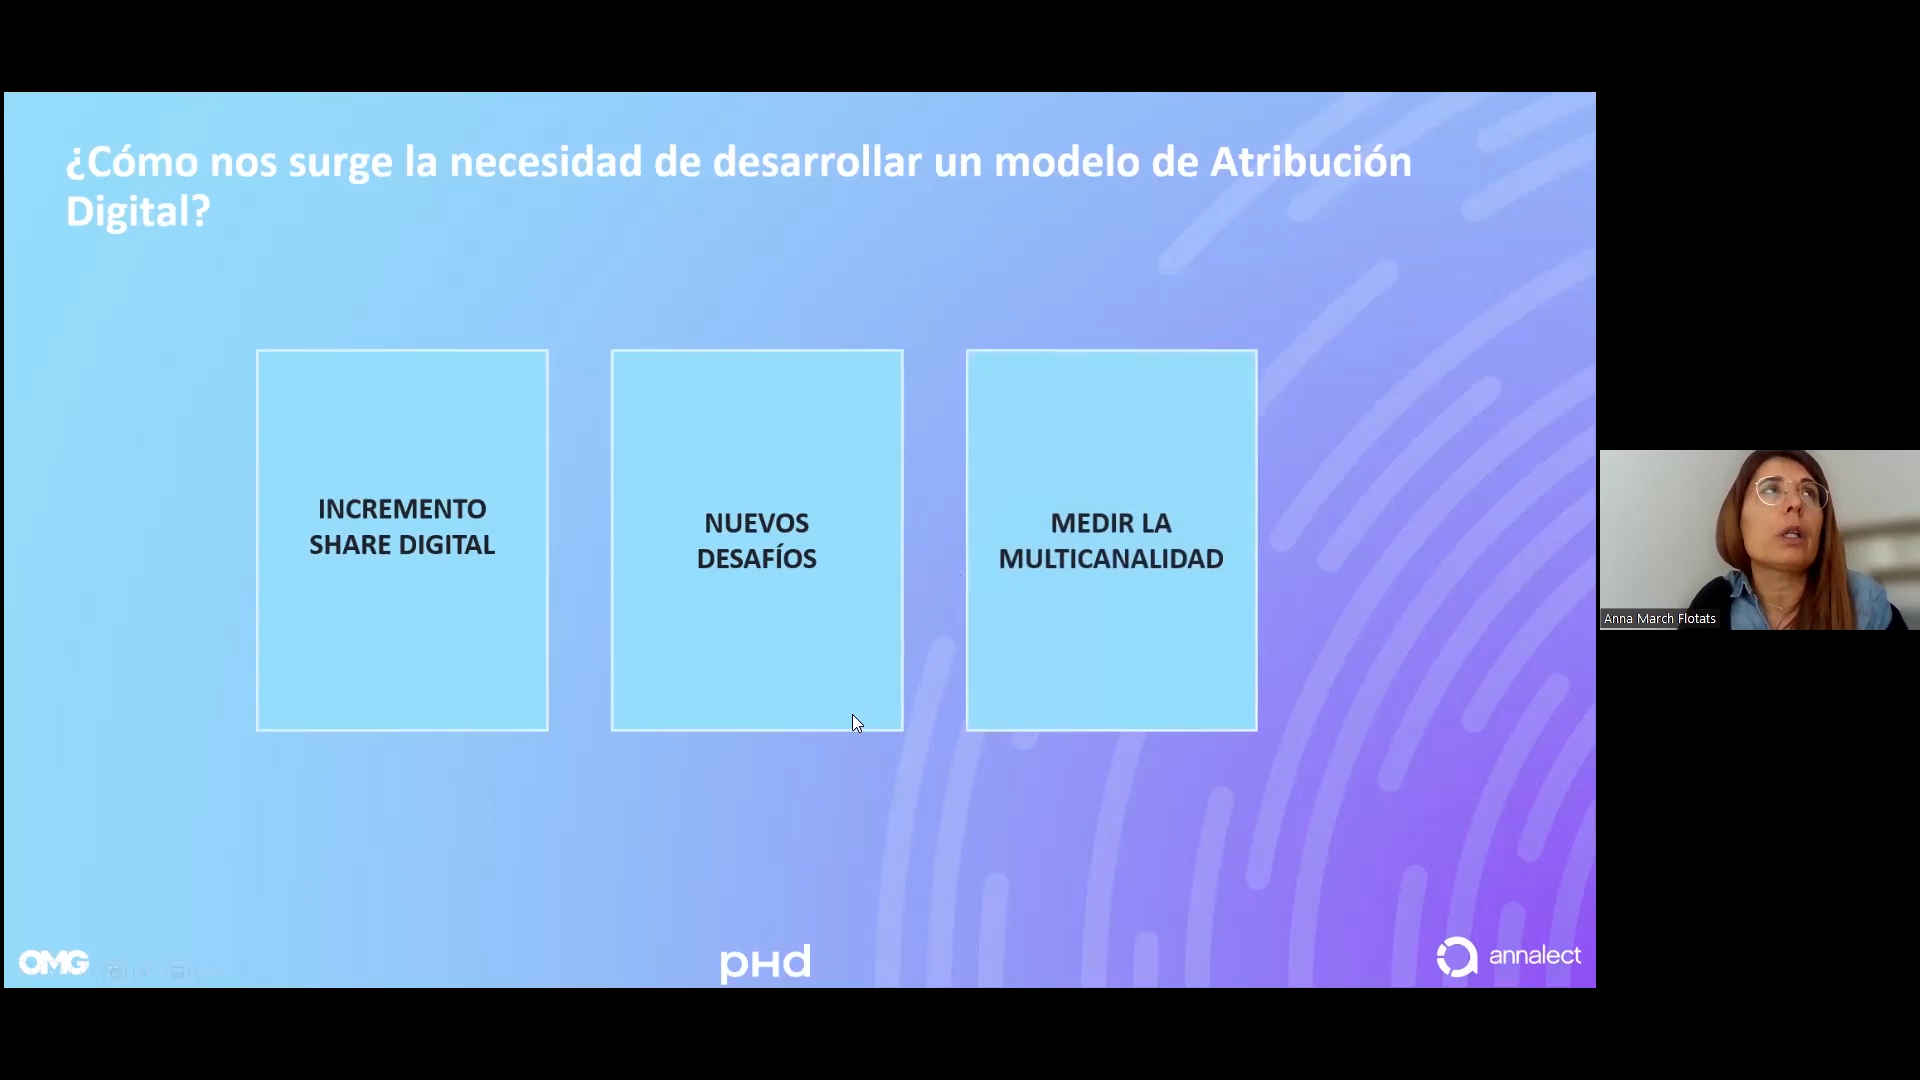 ¿Cómo nos surge la necesidad de desarrollar un modelo de Atribución
Digital?
INCREMENTO
SHARE DIGITAL
NUEVOS
DESAFÍOS
MEDIR LA
MULTICANALIDAD
Anna March Flotats
OMG
phd
annalect